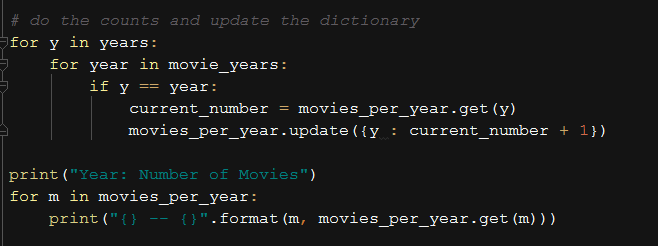 # do the counts and update the dictionary
for y in years:
    for year in movie_years:
        if y == year:
            current_number = movies_per_year.get(y)
            movies_per_year.update({y : current_number + 1})
print("Year: Number of Movies")
for m in movies_per_year:
    print("{} -- {}".format(m, movies_per_year.get(m)))